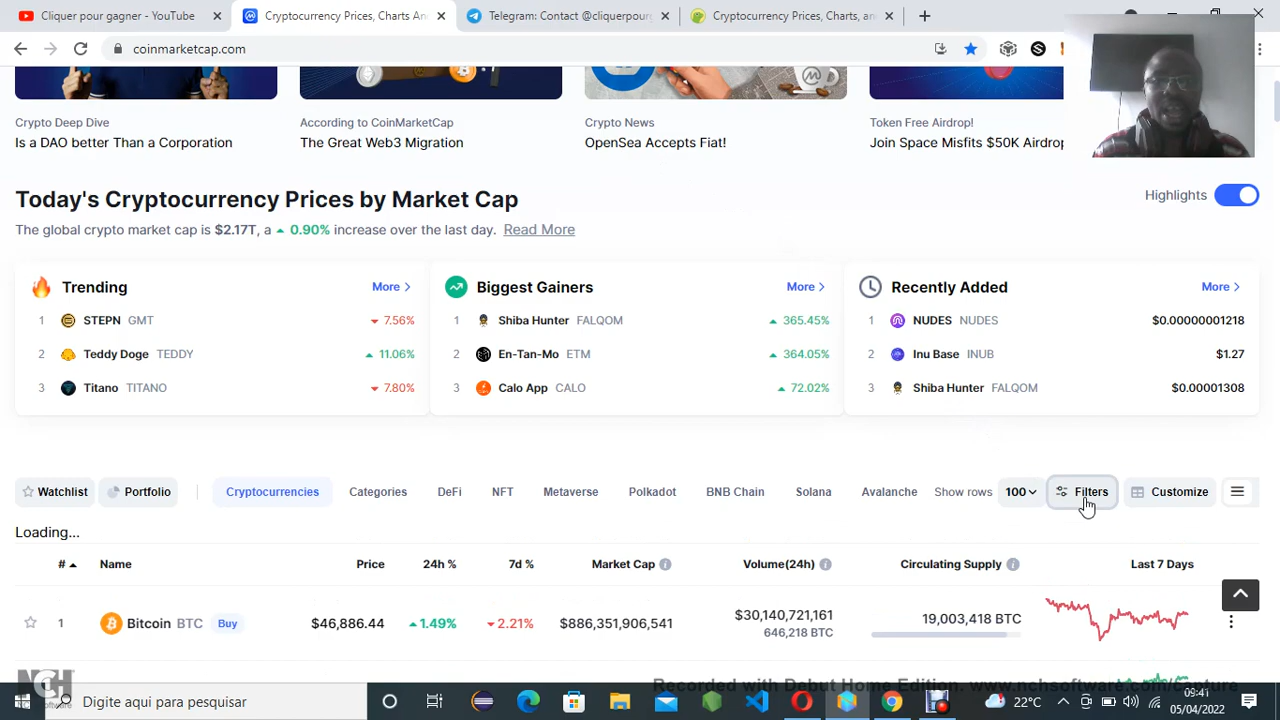 Cliquer pour gagner - YouTube
Cryptocurrency Prices, Charts An
Telegram: Contact @cliquerpour
Cryptocurrency Prices, Charts, an
coinmarketcap.com
Crypto Deep Dive
According to CoinMarketCap
Crypto News
Token Free Airdrop!
Is a DAO better Than a Corporation
The Great Web3 Migration
OpenSea Accepts Fiat!
Join Space Misfits $50K Airdrop
Today's Cryptocurrency Prices by Market Cap
Highlights
The global crypto market cap is $2.17T, a 0.90% increase over the last day. Read More
Trending
More >
1 STEPN GMT 7.56%
2 Teddy Doge TEDDY 11.06%
3 Titano TITANO 7.80%
Biggest Gainers
More >
1 Shiba Hunter FALQOM 365.45%
2 En-Tan-Mo ETM 364.05%
3 Calo App CALO 72.02%
Recently Added
More >
1 NUDES NUDES $0.00000001218
2 Inu Base INUB $1.27
3 Shiba Hunter FALQOM $0.00001308
Watchlist Portfolio Cryptocurrencies Categories DeFi NFT Metaverse Polkadot BNB Chain Solana Avalanche Show rows 100 Filters Customize
Loading...
# Name Price 24h % 7d % Market Cap Volume(24h) Circulating Supply Last 7 Days
1 Bitcoin BTC Buy $46,886.44 1.49% 2.21% $886,351,906,541 $30,140,721,161 19,003,418 BTC
646,218 BTC
NCH
Software
Recorded with Debut Home Edition. www.nchsoftware.com/capture
Digite aqui para pesquisar
22°C
09:41
05/04/2022